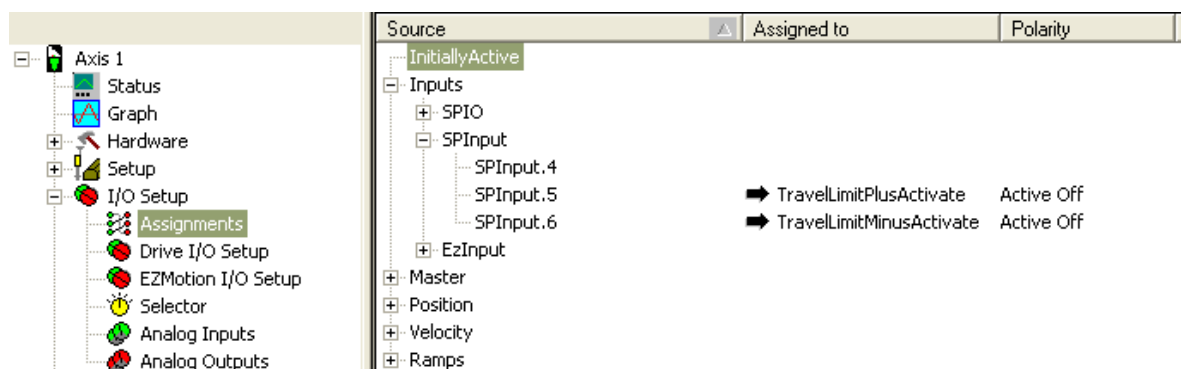 Axis 1
Status
Graph
Hardware
Setup
I/O Setup
Assignments
Drive I/O Setup
EZMotion I/O Setup
Selector
Analog Inputs
Analog Outputs
Source Assigned to Polarity
InitiallyActive
Inputs
SPIO
SPInput
SPInput.4
SPInput.5 TravelLimitPlusActivate Active Off
SPInput.6 TravelLimitMinusActivate Active Off
EzInput
Master
Position
Velocity
Ramps